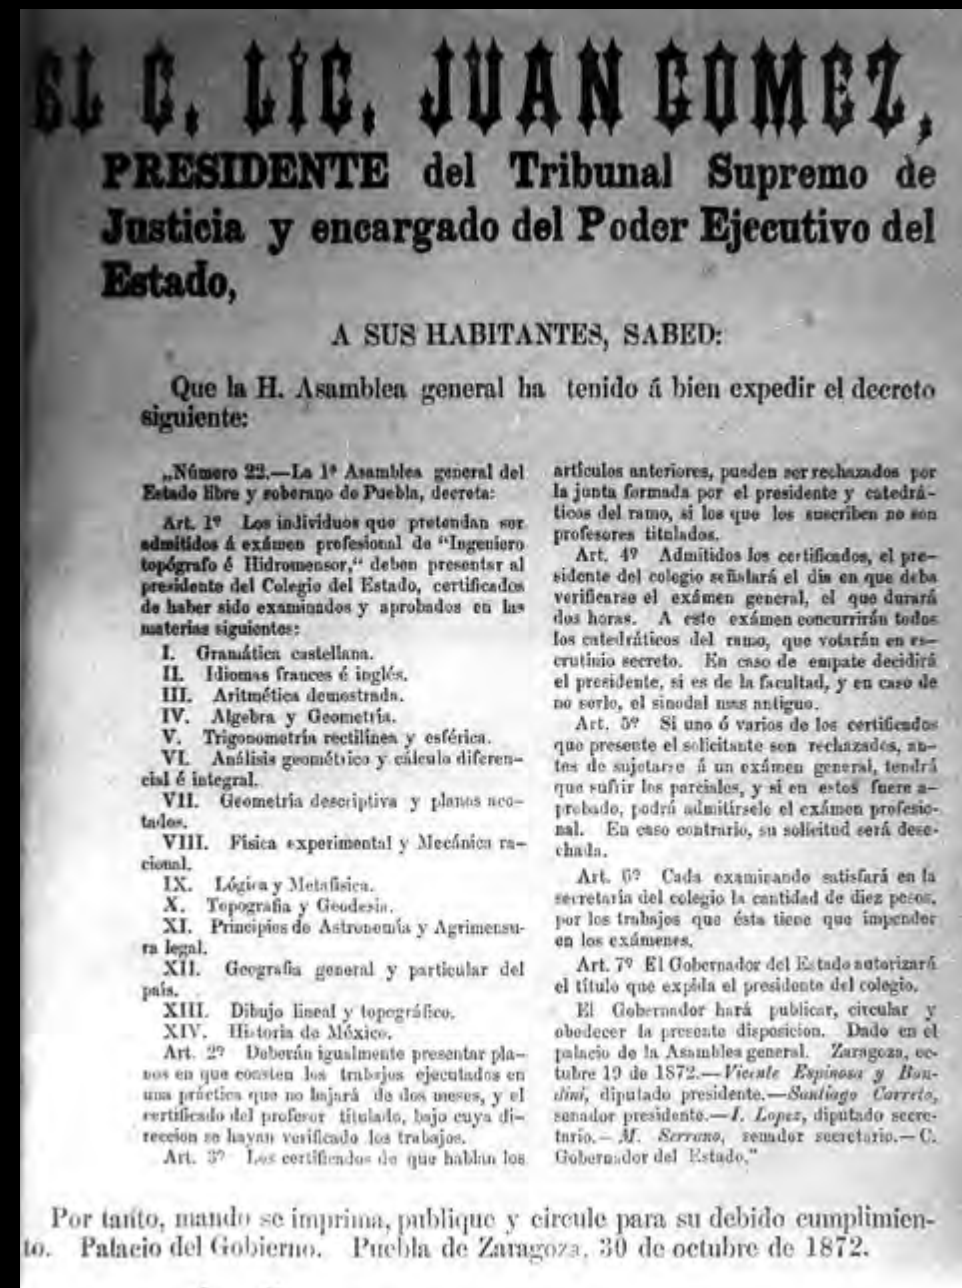 EL C. LIC. JUAN GOMEZ,
PRESIDENTE del Tribunal Supremo de
Justicia y encargado del Poder Ejecutivo del
Estado,
A SUS HABITANTES, SABED:
Que la H. Asamblea general ha tenido á bien expedir el decreto
siguiente:
„Número 22.—La 1ª Asamblea general del
Estado libre y soberano de Puebla, decreta:
Art. 1º Los individuos que pretendan ser
admitidos á exámen profesional de “Ingeniero
topógrafo é Hidromensor,“ deben presentar al
presidente del Colegio del Estado, certificados
de haber sido examinados y aprobados en las
materias siguientes:
I. Gramática castellana.
II. Idiomas frances é inglés.
III. Aritmética demostrada.
IV. Algebra y Geometría.
V. Trigonometría rectilínea y esférica.
VI. Análisis geométrico y cálculo diferen-
cial é integral.
VII. Geometria descriptiva y planos aco-
tados.
VIII. Física experimental y Mecánica ra-
cional.
IX. Lógica y Metafisica.
X. Topografia y Geodesia.
XI. Principios de Astronomía y Agrimensu-
ra legal.
XII. Geografia general y particular del
país.
XIII. Dibujo lineal y topográfico.
XIV. Historia de México.
Art. 2º Deberán igualmente presentar pla-
nos en que consten los trabajos ejecutados en
una práctica que no bajará de dos meses, y el
certificado del profesor titulado, bajo cuya di-
reccion se hayan verificado los trabajos.
Art. 3º Los certificados de que hablan los
artículos anteriores, pueden ser rechazados por
la junta formada por el presidente y catedrá-
ticos del ramo, si los que los suscriben no son
profesores titulados.
Art. 4º Admitidos los certificados, el pre-
sidente del colegio señalará el dia en que deba
verificarse el exámen general, el que durará
dos horas. A este exámen concurrirán todos
los catedráticos del ramo, que votarán en es-
crutinio secreto. En caso de empate decidirá
el presidente, si es de la facultad, y en caso de
no serlo, el sinodal mas antiguo.
Art. 5º Si uno ó varios de los certificados
que presente el solicitante son rechazados, an-
tes de sujetarse á un exámen general, tendrá
que sufrir los parciales, y si en estos fuere a-
probado, podrá admitírsele el exámen profesio-
nal. En caso contrario, su solicitud será dese-
chada.
Art. 6º Cada examinando satisfará en la
secretaría del colegio la cantidad de diez pesos,
por los trabajos que ésta tiene que impender
en los exámenes.
Art. 7º El Gobernador del Estado autorizará
el título que expida el presidente del colegio.
El Gobernador hará publicar, circular y
obedecer la presente disposicion. Dado en el
palacio de la Asamblea general. Zaragoza, oc-
tubre 19 de 1872.—Vicente Espinosa y Ban-
dini, diputado presidente.—Santiago Carreto,
senador presidente.—I. Lopez, diputado secre-
tario.—M. Serrano, senador secretario.—C.
Gobernador del Estado.”
Por tanto, mando se imprima, publique y circule para su debido cumplimien-
to. Palacio del Gobierno. Puebla de Zaragoza, 30 de octubre de 1872.